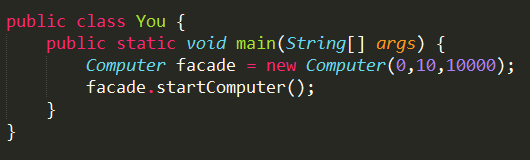 public class You {
public static void main(String[] args) {
Computer facade = new Computer(0,10,10000);
facade.startComputer();
}
}